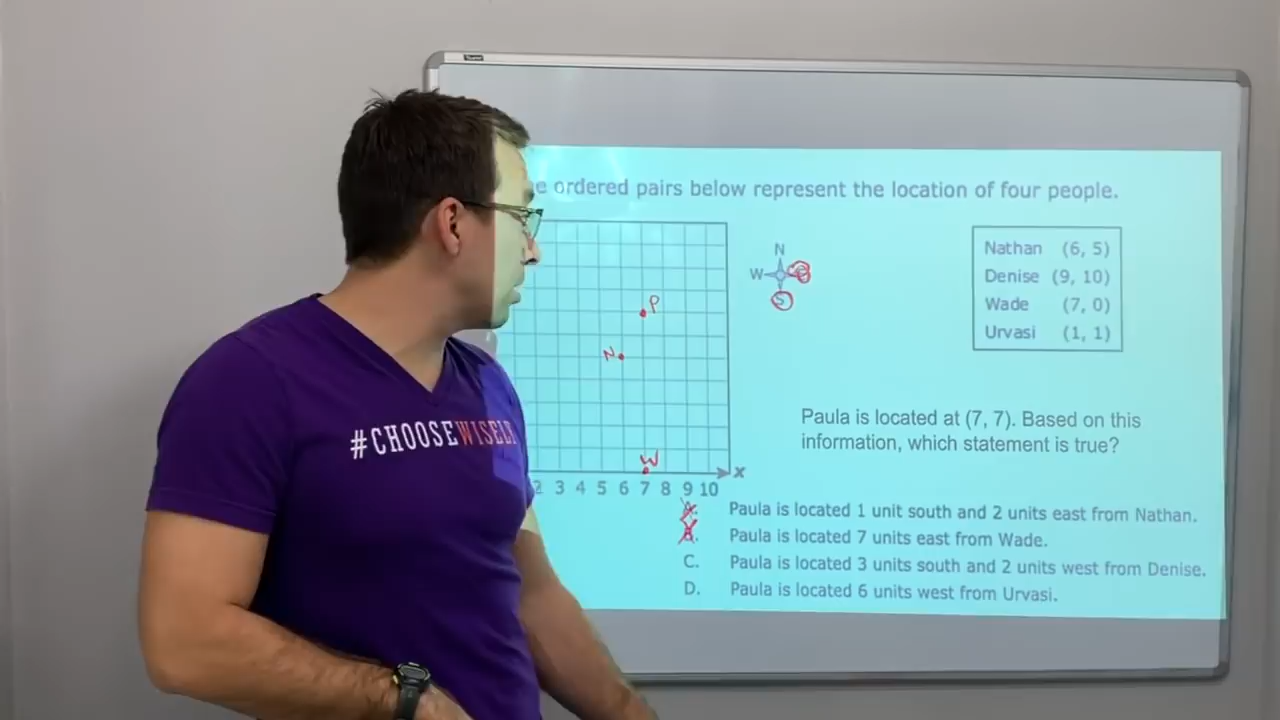 e ordered pairs below represent the location of four people.
N
W
S
Nathan (6, 5)
Denise (9, 10)
Wade (7, 0)
Urvasi (1, 1)
P
N
#CHOOSEWISELY
Paula is located at (7, 7). Based on this
information, which statement is true?
W
x
2 3 4 5 6 7 8 9 10
A. Paula is located 1 unit south and 2 units east from Nathan.
B. Paula is located 7 units east from Wade.
C. Paula is located 3 units south and 2 units west from Denise.
D. Paula is located 6 units west from Urvasi.